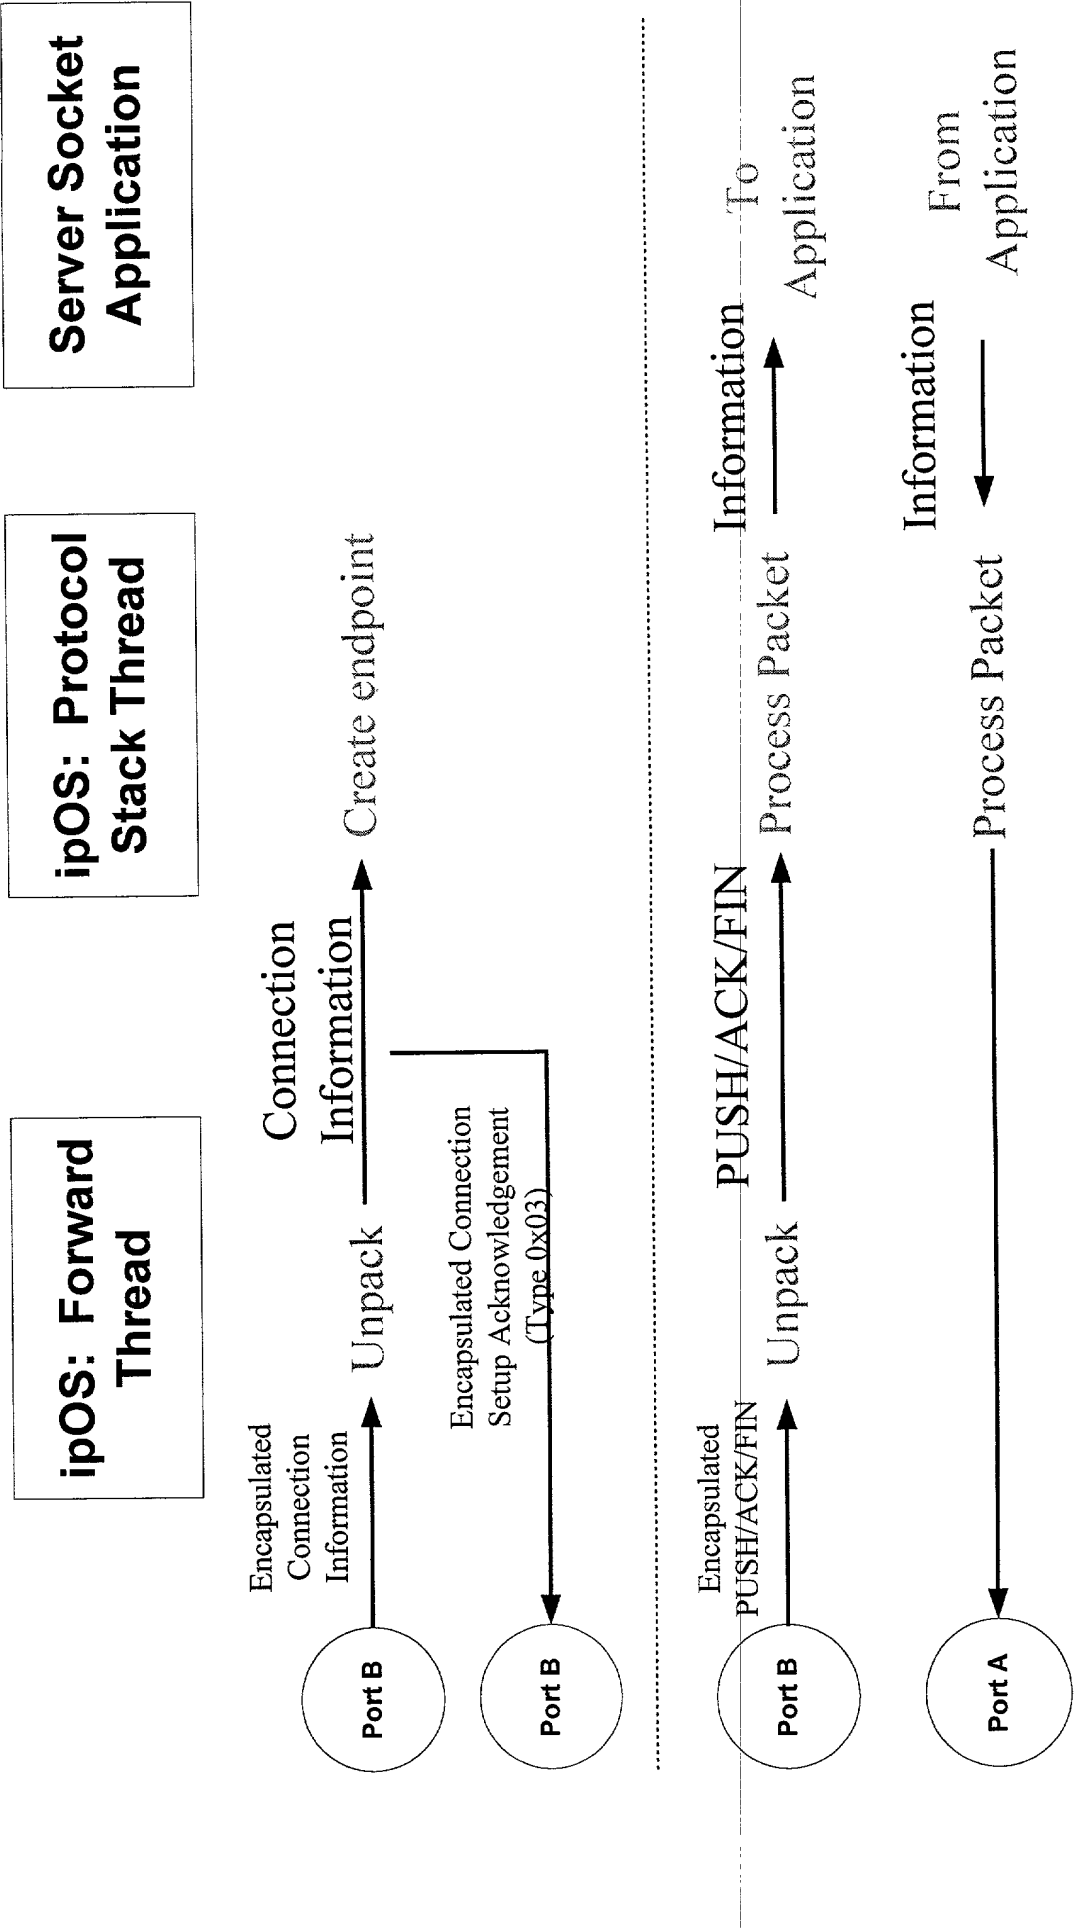 ipOS: Forward
Thread
ipOS: Protocol
Stack Thread
Server Socket
Application
Encapsulated
Connection
Information
Port B
Unpack
Connection
Information
Create endpoint
Encapsulated Connection
Setup Acknowledgement
(Type 0x03)
Port B
Encapsulated
PUSH/ACK/FIN
Port B
Unpack
PUSH/ACK/FIN
Process Packet
Information
To
Application
Port A
Process Packet
Information
From
Application